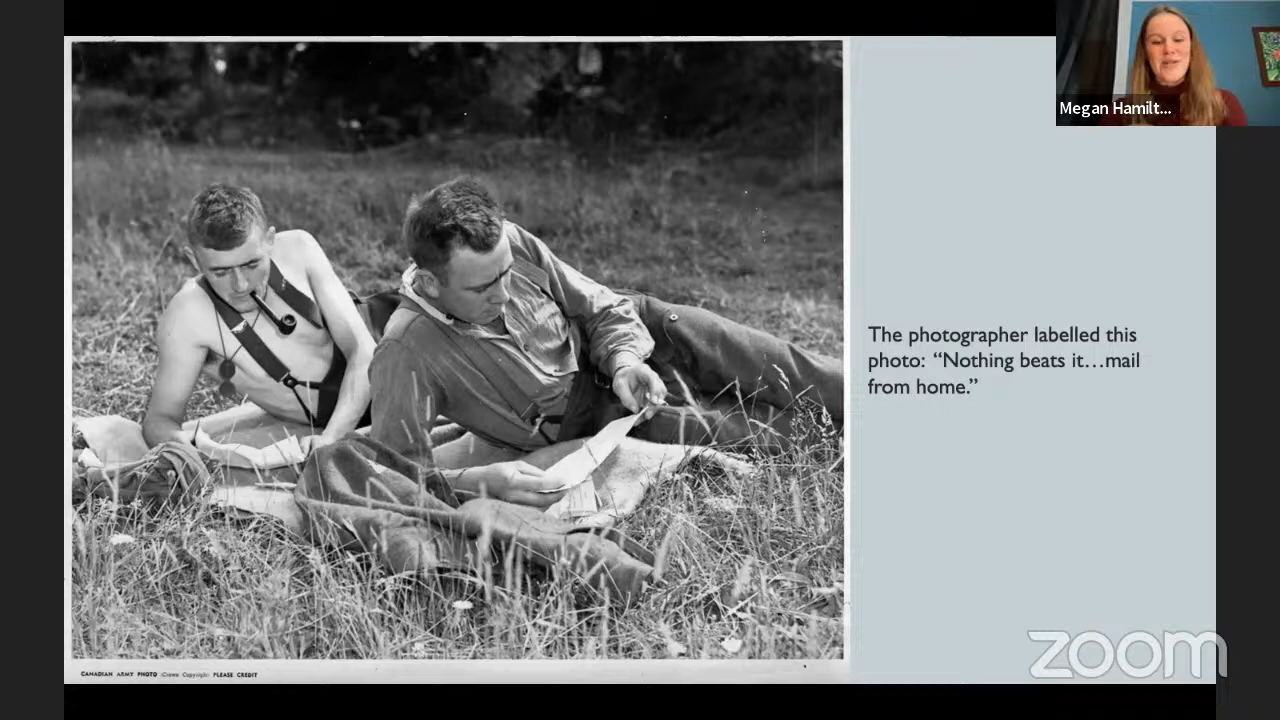 Megan Hamilt...
The photographer labelled this
photo: “Nothing beats it...mail
from home.”
CANADIAN ARMY PHOTO (Crown Copyright) PLEASE CREDIT
zoom